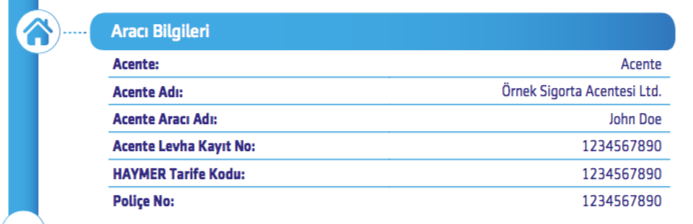 Aracı Bilgileri
Acente: Acente
Acente Adı: Örnek Sigorta Acentesi Ltd.
Acente Aracı Adı: John Doe
Acente Levha Kayıt No: 1234567890
HAYMER Tarife Kodu: 1234567890
Poliçe No: 1234567890